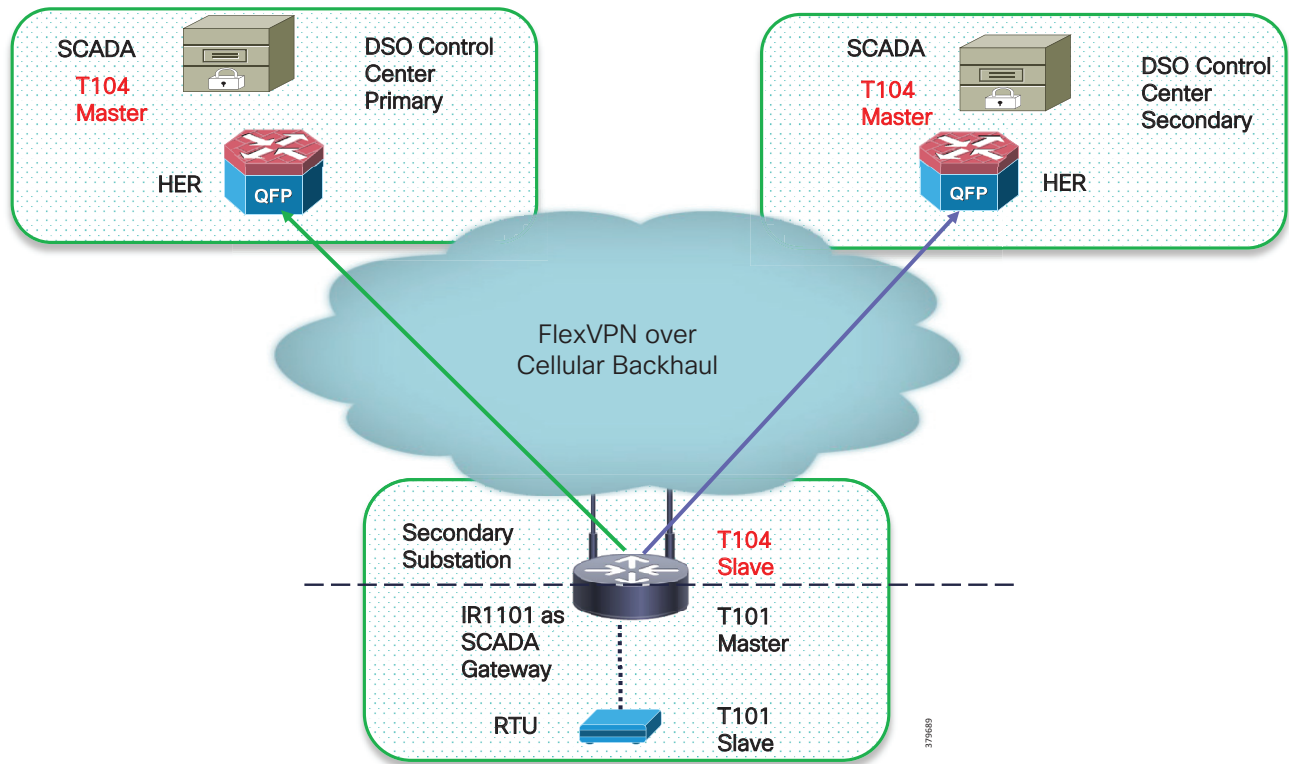 SCADA
T104
Master
DSO Control
Center
Primary
HER
QFP
SCADA
T104
Master
DSO Control
Center
Secondary
QFP
HER
FlexVPN over
Cellular Backhaul
Secondary
Substation
T104
Slave
IR1101 as
SCADA
Gateway
T101
Master
RTU
T101
Slave
379689